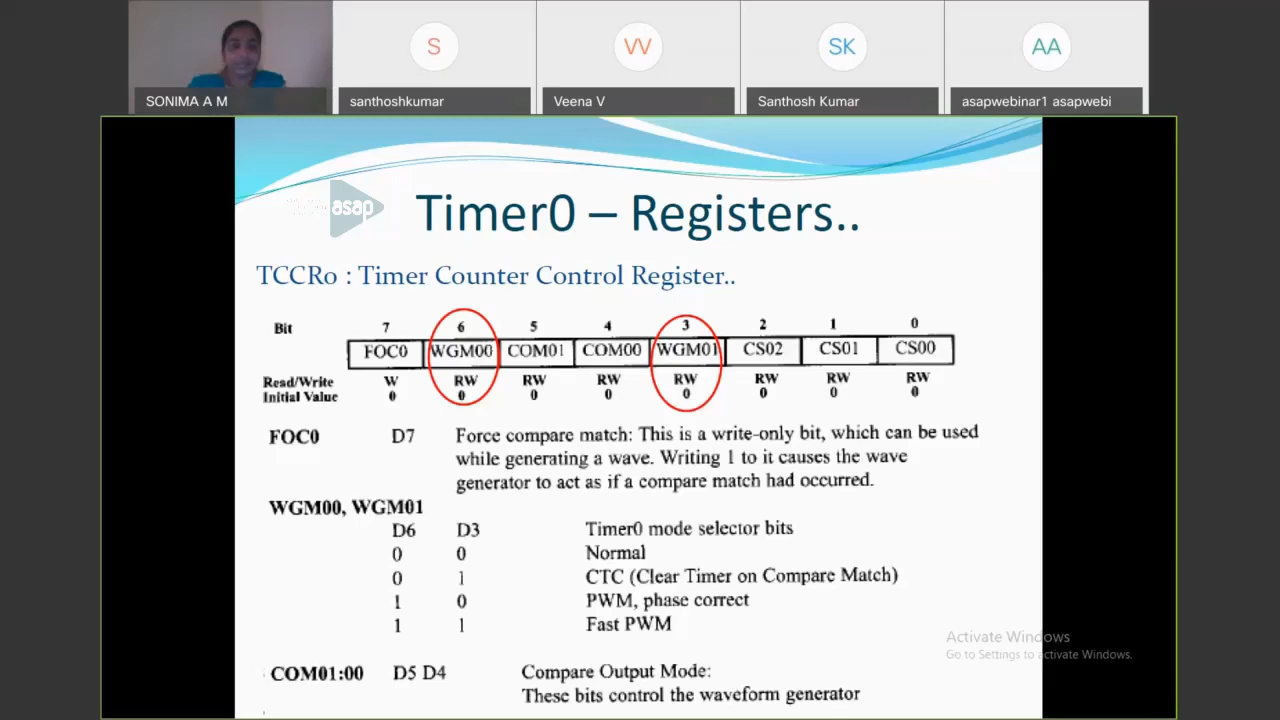 S
VV
SK
AA
SONIMA A M
santhoshkumar
Veena V
Santhosh Kumar
asapwebinar1 asapwebi
asap
Timer0 – Registers..
TCCRo : Timer Counter Control Register..
Bit 7 6 5 4 3 2 1 0
FOC0 WGM00 COM01 COM00 WGM01 CS02 CS01 CS00
Read/Write W RW RW RW RW RW RW RW
Initial Value 0 0 0 0 0 0 0 0
FOC0 D7 Force compare match: This is a write-only bit, which can be used
while generating a wave. Writing 1 to it causes the wave
generator to act as if a compare match had occurred.
WGM00, WGM01
D6 D3 Timer0 mode selector bits
0 0 Normal
0 1 CTC (Clear Timer on Compare Match)
1 0 PWM, phase correct
1 1 Fast PWM
Activate Windows
Go to Settings to activate Windows.
COM01:00 D5 D4 Compare Output Mode:
These bits control the waveform generator